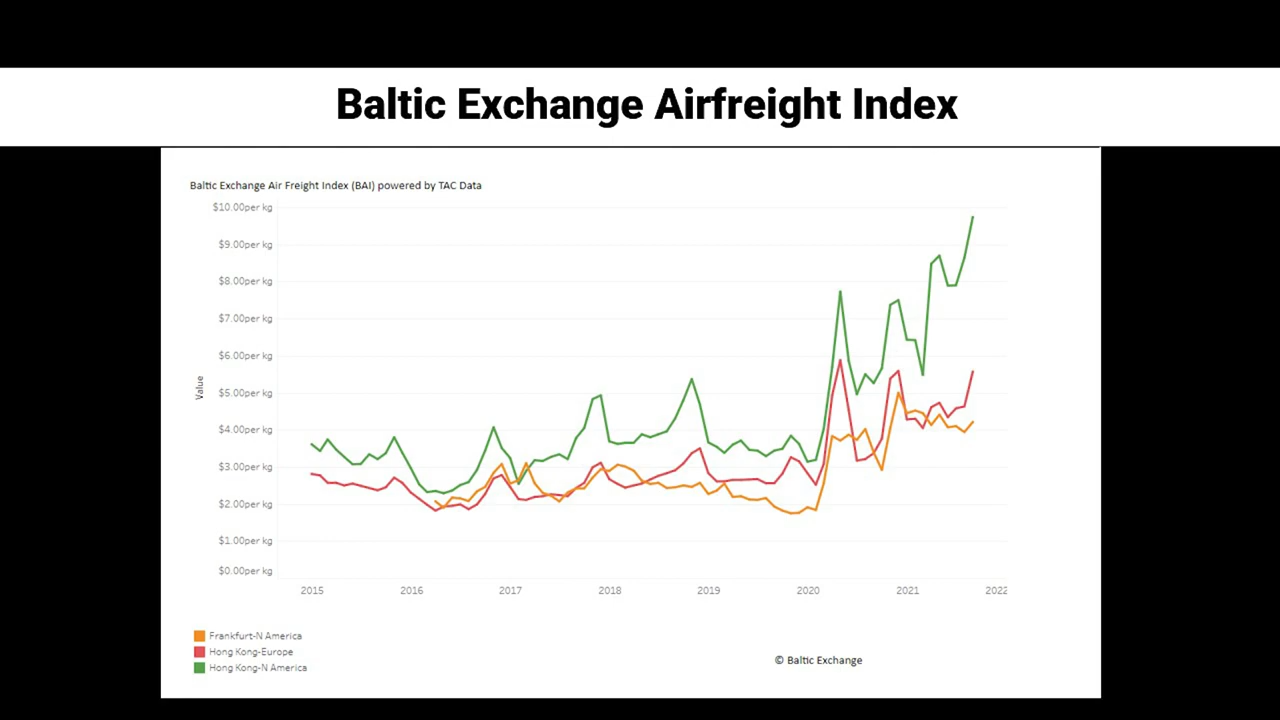 Baltic Exchange Airfreight Index
Baltic Exchange Air Freight Index (BAI) powered by TAC Data
$10.00per kg
$9.00per kg
$8.00per kg
$7.00per kg
$6.00per kg
$5.00per kg
$4.00per kg
$3.00per kg
$2.00per kg
$1.00per kg
$0.00per kg
Value
2015 2016 2017 2018 2019 2020 2021 2022
Frankfurt-N America
Hong Kong-Europe
Hong Kong-N America
© Baltic Exchange